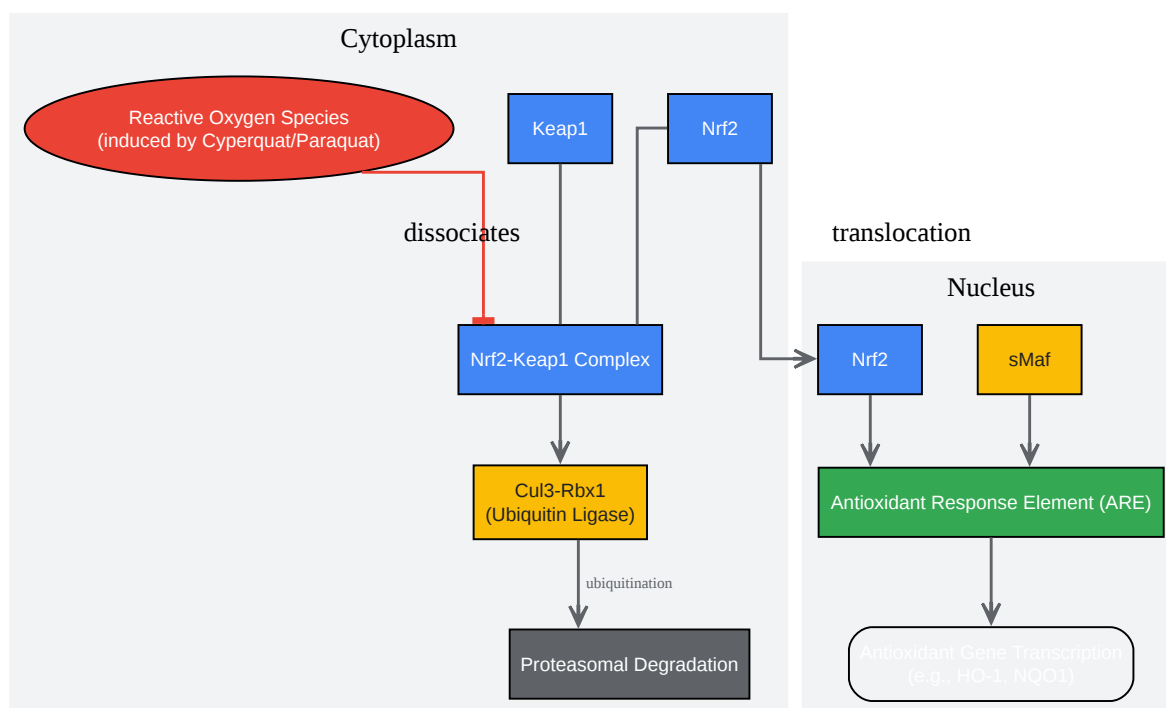 Cytoplasm
Reactive Oxygen Species
(induced by Cyperquat/Paraquat)
Keap1
Nrf2
dissociates
translocation
Nucleus
Nrf2-Keap1 Complex
Nrf2
sMaf
Cul3-Rbx1
(Ubiquitin Ligase)
Antioxidant Response Element (ARE)
ubiquitination
Proteasomal Degradation
Antioxidant Gene Transcription
(e.g., HO-1, NQO1)